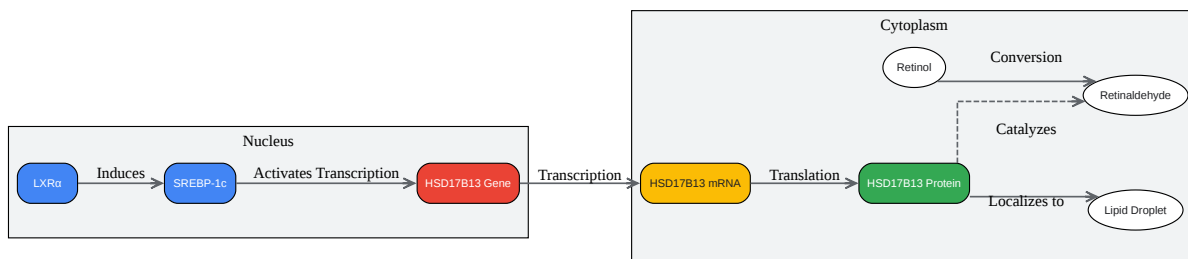 Cytoplasm
Retinol
Conversion
Retinaldehyde
Catalyzes
Nucleus
LXRα
Induces
SREBP-1c
Activates Transcription
HSD17B13 Gene
Transcription
HSD17B13 mRNA
Translation
HSD17B13 Protein
Localizes to
Lipid Droplet